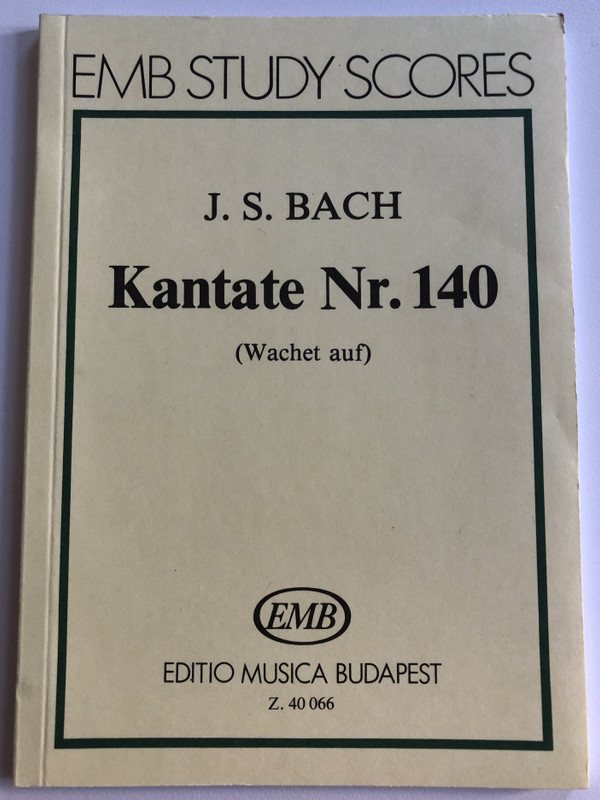 EMB STUDY SCORES
J. S. BACH
Kantate Nr. 140
(Wachet auf)
EMB
EDITIO MUSICA BUDAPEST
Z. 40 066